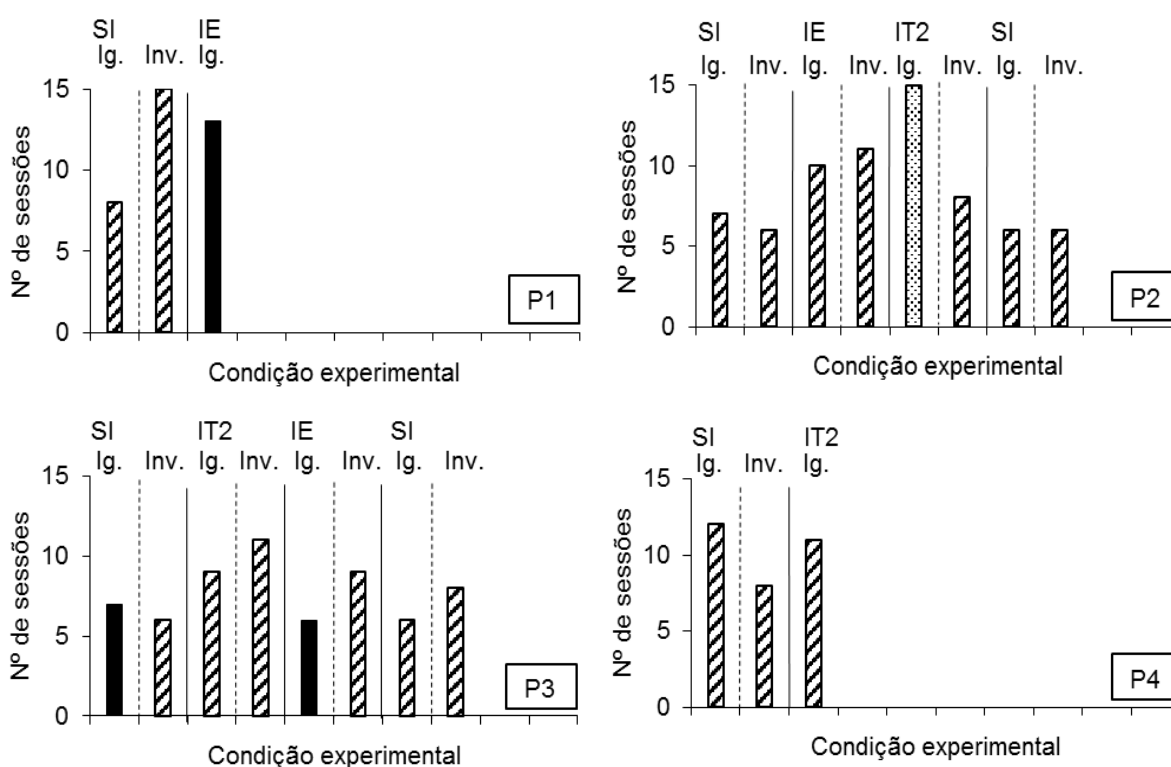 SI IE
Ig. Inv. Ig.
15
10
5
0
Nº de sessões
P1
Condição experimental
SI IE IT2 SI
Ig. Inv. Ig. Inv. Ig. Inv. Ig. Inv.
15
10
5
0
Nº de sessões
P2
Condição experimental
SI IT2 IE SI
Ig. Inv. Ig. Inv. Ig. Inv. Ig. Inv.
15
10
5
0
Nº de sessões
P3
Condição experimental
SI IT2
Ig. Inv. Ig.
15
10
5
0
Nº de sessões
P4
Condição experimental